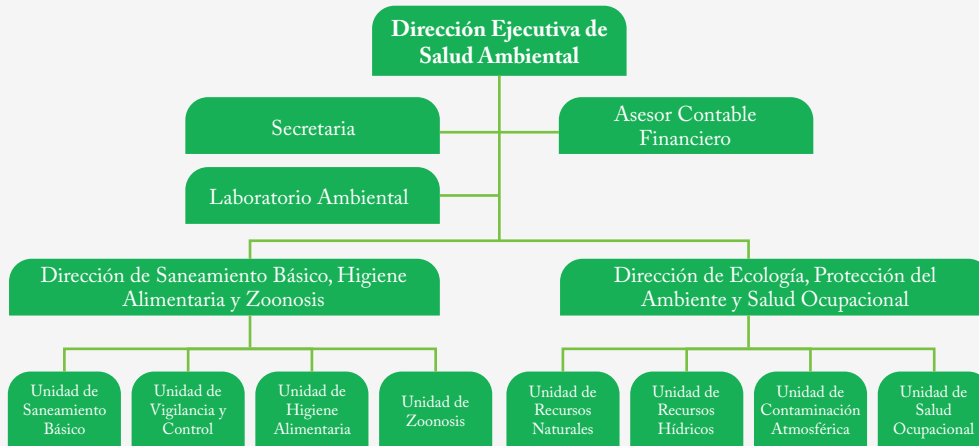 Dirección Ejecutiva de
Salud Ambiental
Secretaria
Asesor Contable
Financiero
Laboratorio Ambiental
Dirección de Saneamiento Básico, Higiene
Alimentaria y Zoonosis
Dirección de Ecología, Protección del
Ambiente y Salud Ocupacional
Unidad de
Saneamiento
Básico
Unidad de
Vigilancia y
Control
Unidad de
Higiene
Alimentaria
Unidad de
Zoonosis
Unidad de
Recursos
Naturales
Unidad de
Recursos
Hídricos
Unidad de
Contaminación
Atmosférica
Unidad de
Salud
Ocupacional